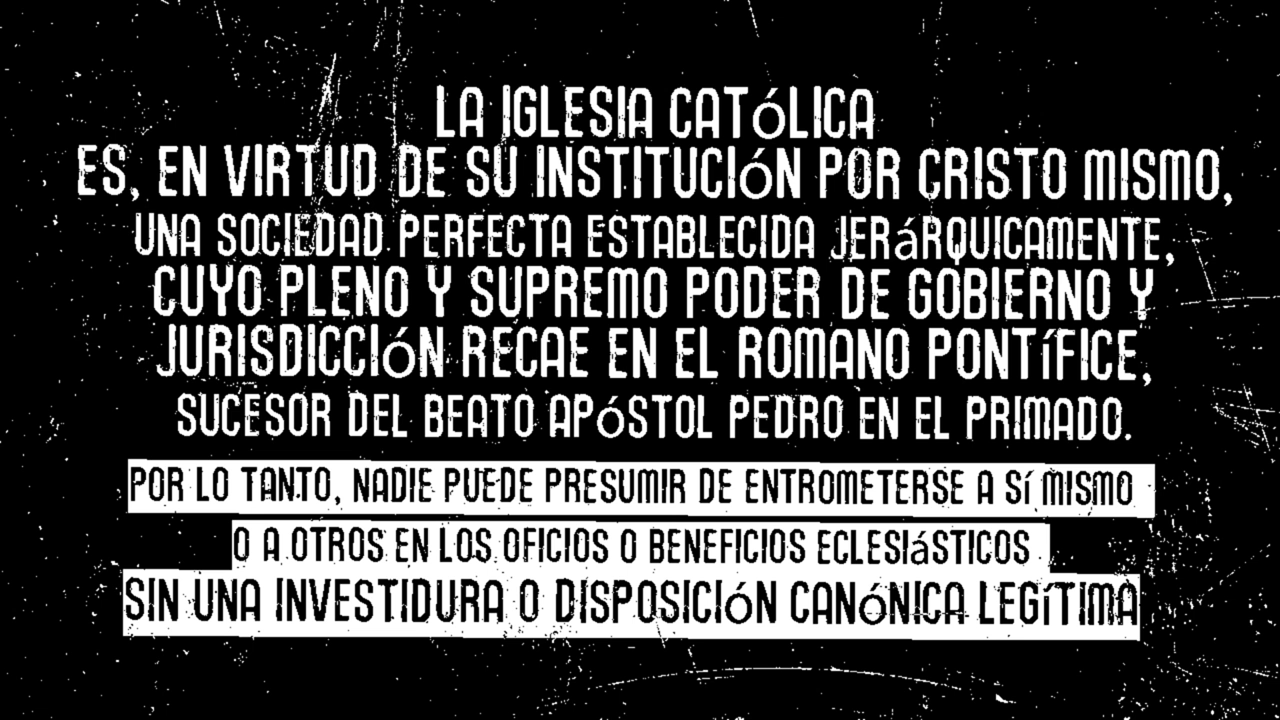 LA IGLESIA CATÓLICA
ES, EN VIRTUD DE SU INSTITUCIÓN POR CRISTO MISMO,
UNA SOCIEDAD PERFECTA ESTABLECIDA JERÁRQUICAMENTE,
CUYO PLENO Y SUPREMO PODER DE GOBIERNO Y
JURISDICCIÓN RECAE EN EL ROMANO PONTÍFICE,
SUCESOR DEL BEATO APÓSTOL PEDRO EN EL PRIMADO.
POR LO TANTO, NADIE PUEDE PRESUMIR DE ENTROMETERSE A SÍ MISMO
O A OTROS EN LOS OFICIOS O BENEFICIOS ECLESIÁSTICOS
SIN UNA INVESTIDURA O DISPOSICIÓN CANÓNICA LEGÍTIMA